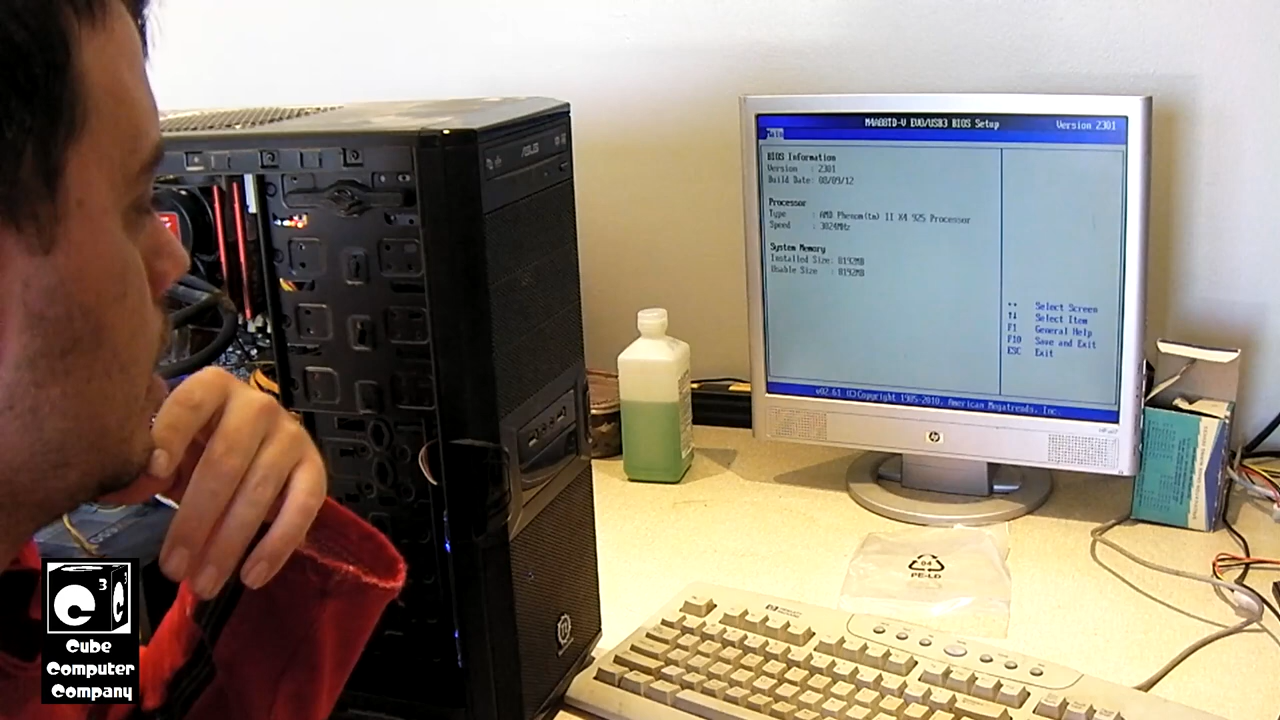 M4A88TD-V EVO/USB3 BIOS Setup Version 2301
Main
BIOS Information
Version : 2301
Build Date: 08/09/12
Processor
Type : AMD Phenom(tm) II X4 925 Processor
Speed : 3024MHz
System Memory
Installed Size: 8192MB
Usable Size : 8192MB
Select Screen
↑↓ Select Item
F1 General Help
F10 Save and Exit
ESC Exit
v02.61 (C)Copyright 1985-2010, American Megatrends, Inc.
hp
ASUS
04
PE-LD
Cube
Computer
Company